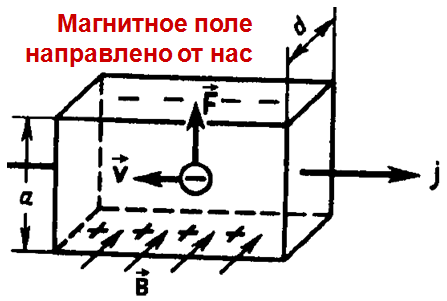 Магнитное поле
направлено от нас
d
F
a
v
j
B